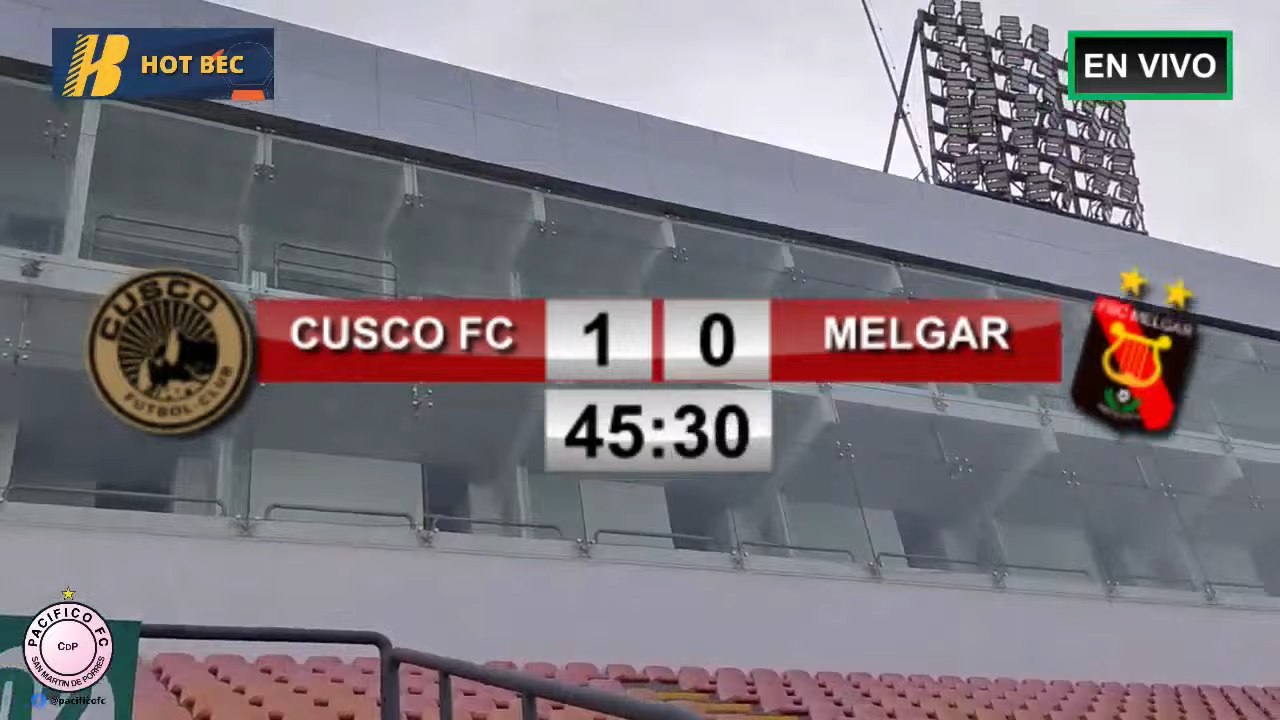 HOT BEC
EN VIVO
CUSCO
FUTBOL CLUB
CUSCO FC 1 0 MELGAR
45:30
FBC MELGAR
PACIFICO FC
CDP
SAN MARTIN DE PORRES
@pacificofc